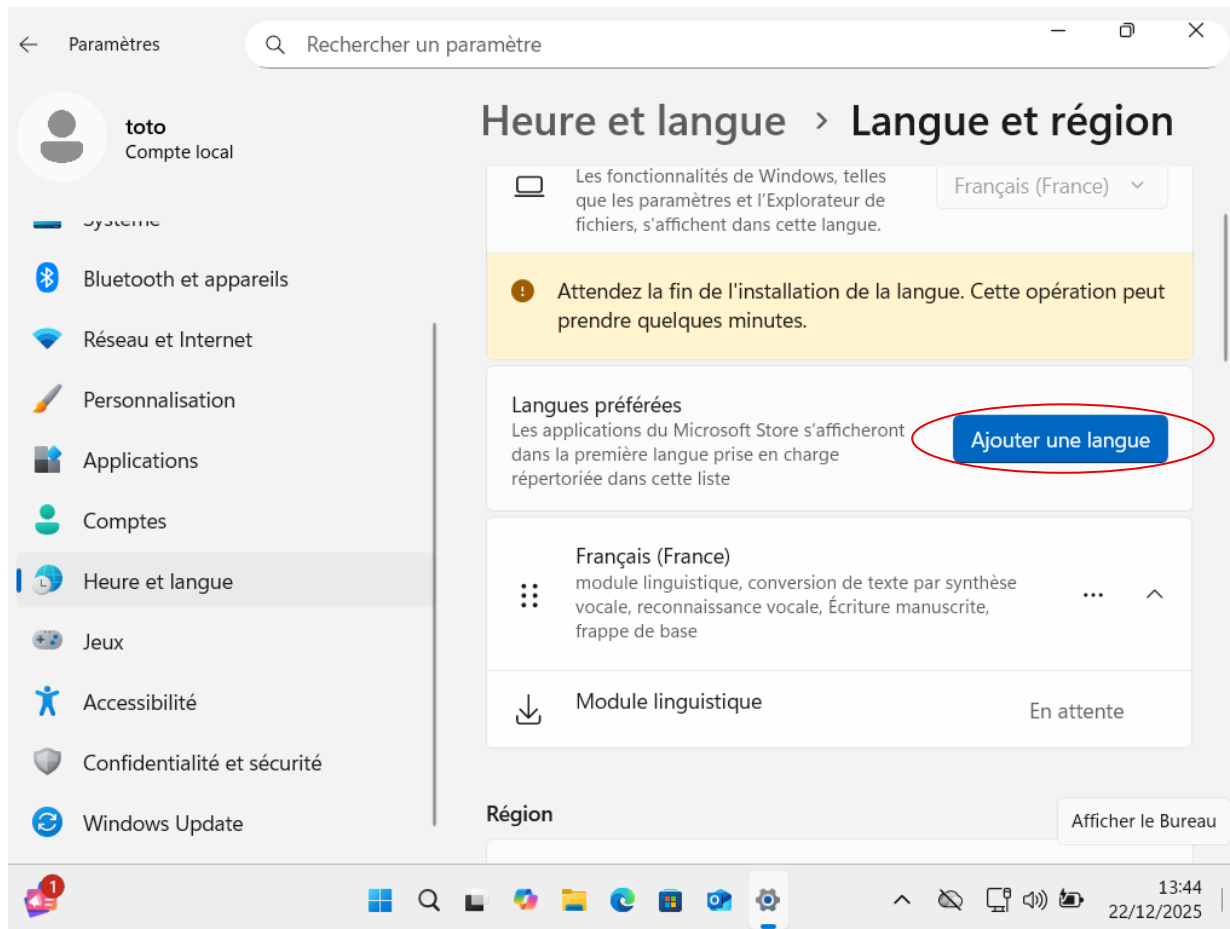 Paramètres
Rechercher un paramètre
toto
Compte local
Système
Bluetooth et appareils
Réseau et Internet
Personnalisation
Applications
Comptes
Heure et langue
Jeux
Accessibilité
Confidentialité et sécurité
Windows Update
Heure et langue > Langue et région
Les fonctionnalités de Windows, telles
que les paramètres et l'Explorateur de
fichiers, s'affichent dans cette langue.
Français (France)
Attendez la fin de l'installation de la langue. Cette opération peut
prendre quelques minutes.
Langues préférées
Les applications du Microsoft Store s'afficheront
dans la première langue prise en charge
répertoriée dans cette liste
Ajouter une langue
Français (France)
module linguistique, conversion de texte par synthèse
vocale, reconnaissance vocale, Écriture manuscrite,
frappe de base
Module linguistique
En attente
Région
Afficher le Bureau
1
13:44
22/12/2025